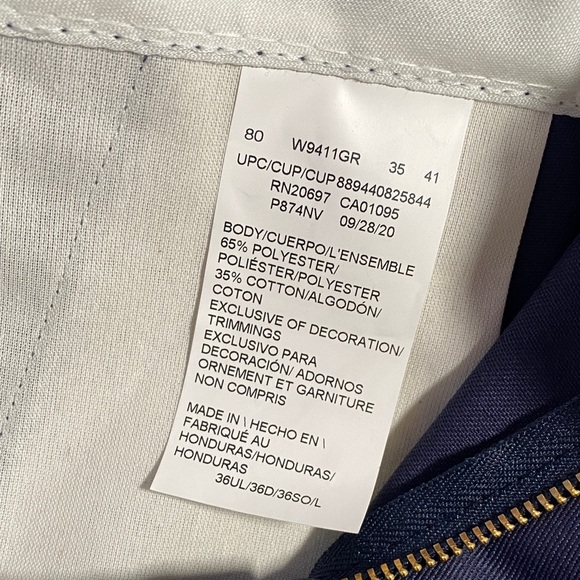 80 W9411GR 35 41
UPC/CUP/CUP889440825844
RN20697 CA01095
P874NV 09/28/20
BODY/CUERPO/L'ENSEMBLE
65% POLYESTER/
POLIÉSTER/POLYESTER
35% COTTON/ALGODÓN/
COTON
EXCLUSIVE OF DECORATION/
TRIMMINGS
EXCLUSIVO PARA
DECORACIÓN/ ADORNOS
ORNEMENT ET GARNITURE
NON COMPRIS
MADE IN \ HECHO EN \
FABRIQUÉ AU
HONDURAS/HONDURAS/
HONDURAS
36UL/36D/36SO/L